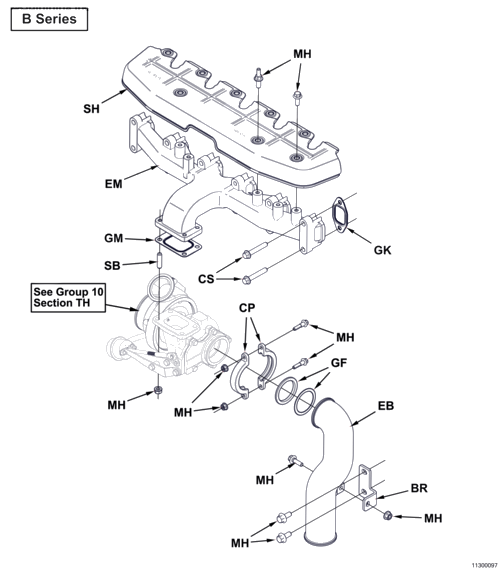 B Series
MH
SH
EM
GM
GK
SB
CS
See Group 10
Section TH
CP
MH
GF
MH
MH
EB
MH
BR
MH
MH
11300097